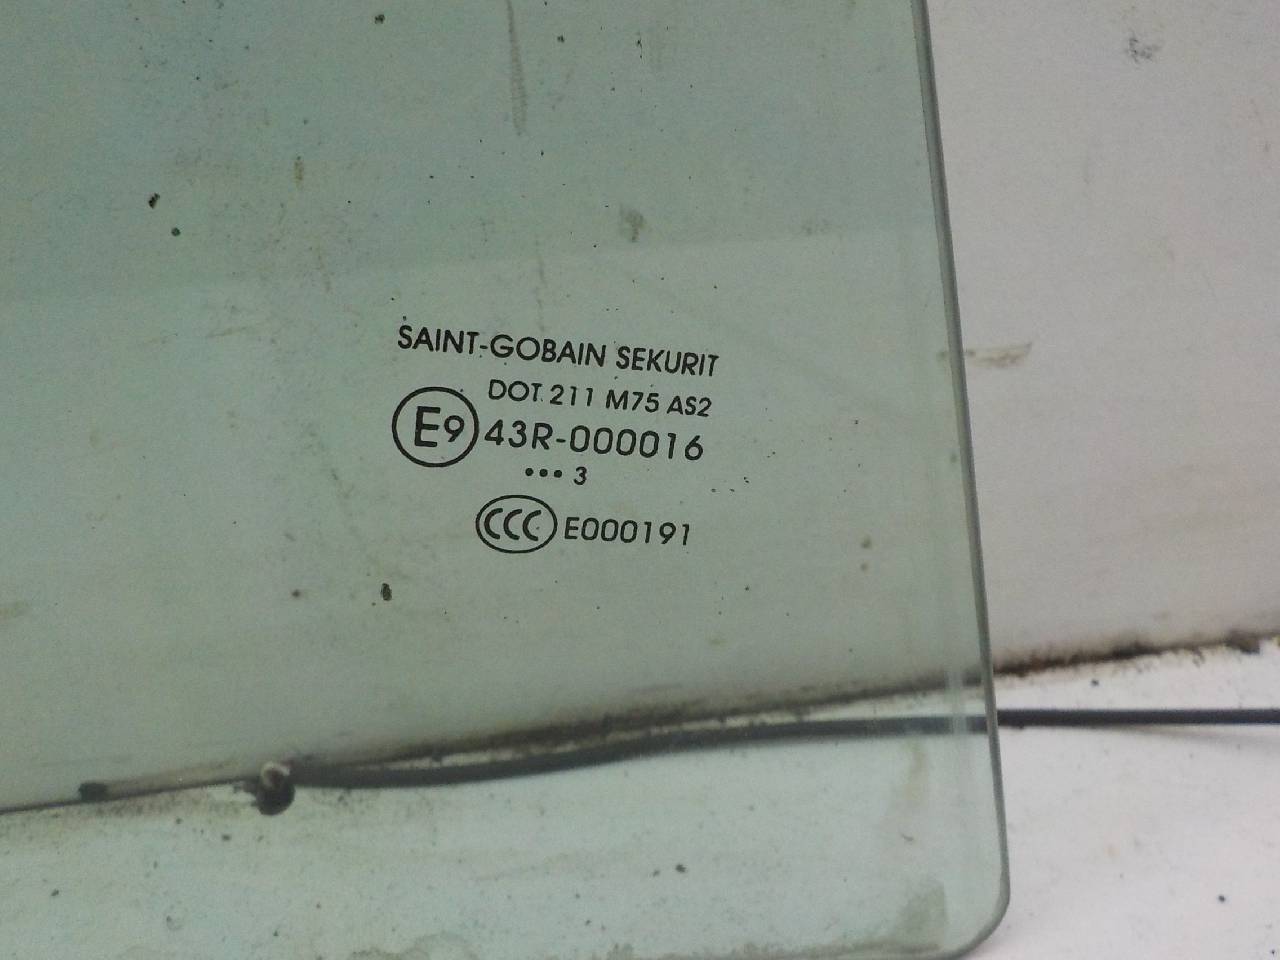 SAINT-GOBAIN SEKURIT
DOT 211 M75 AS2
E9 43R-000016
••• 3
CCC E000191